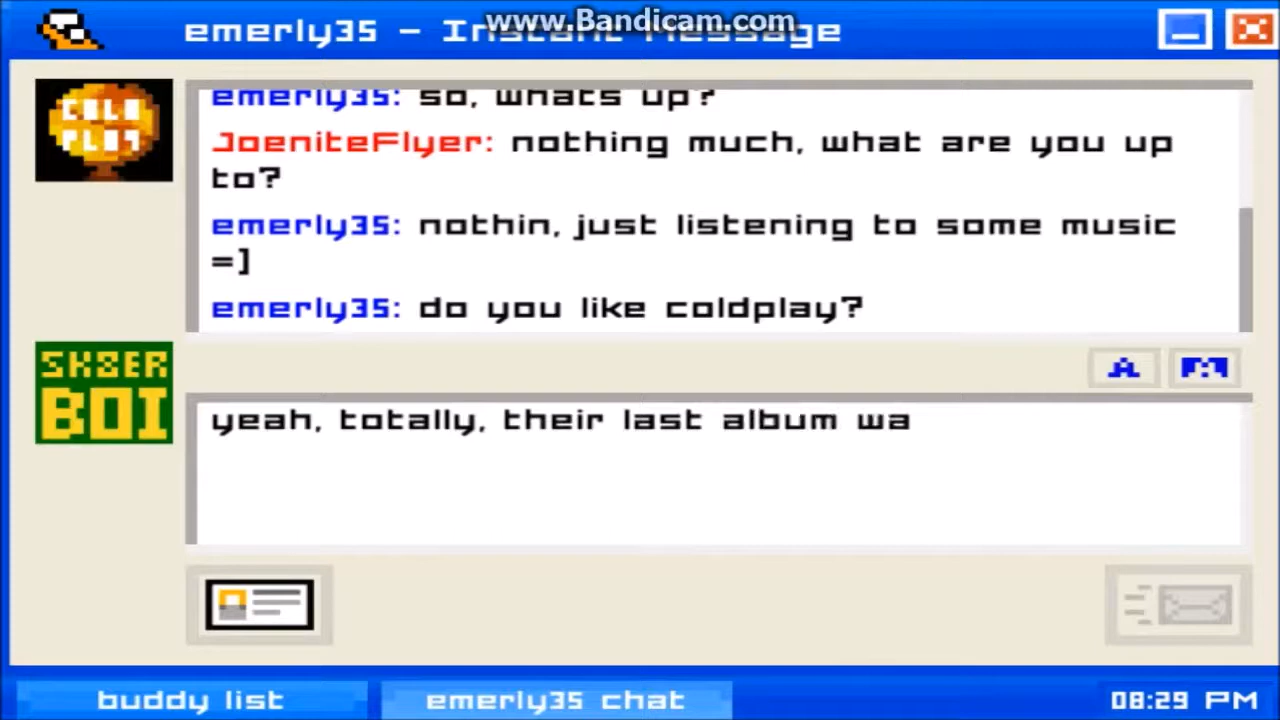 www.Bandicam.com
emerly35 - Instant Message
COLD
PLAY
emerly35: so, whats up?
JoeniteFlyer: nothing much, what are you up
to?
emerly35: nothin, just listening to some music
=]
emerly35: do you like coldplay?
SK8ER
BOI
A
yeah, totally, their last album wa
buddy list
emerly35 chat
08:29 PM